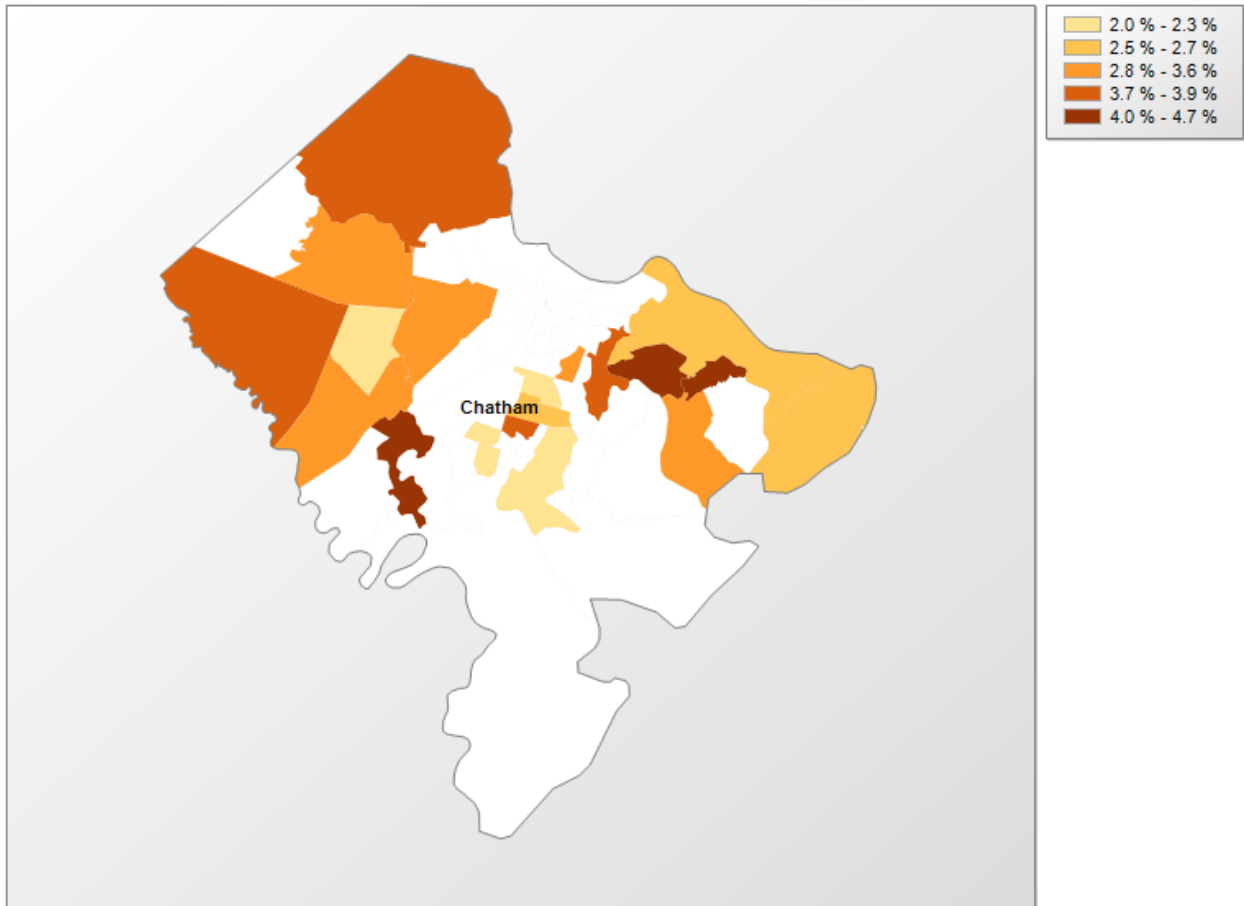 2.0 % - 2.3 %
2.5 % - 2.7 %
2.8 % - 3.6 %
3.7 % - 3.9 %
4.0 % - 4.7 %
Chatham